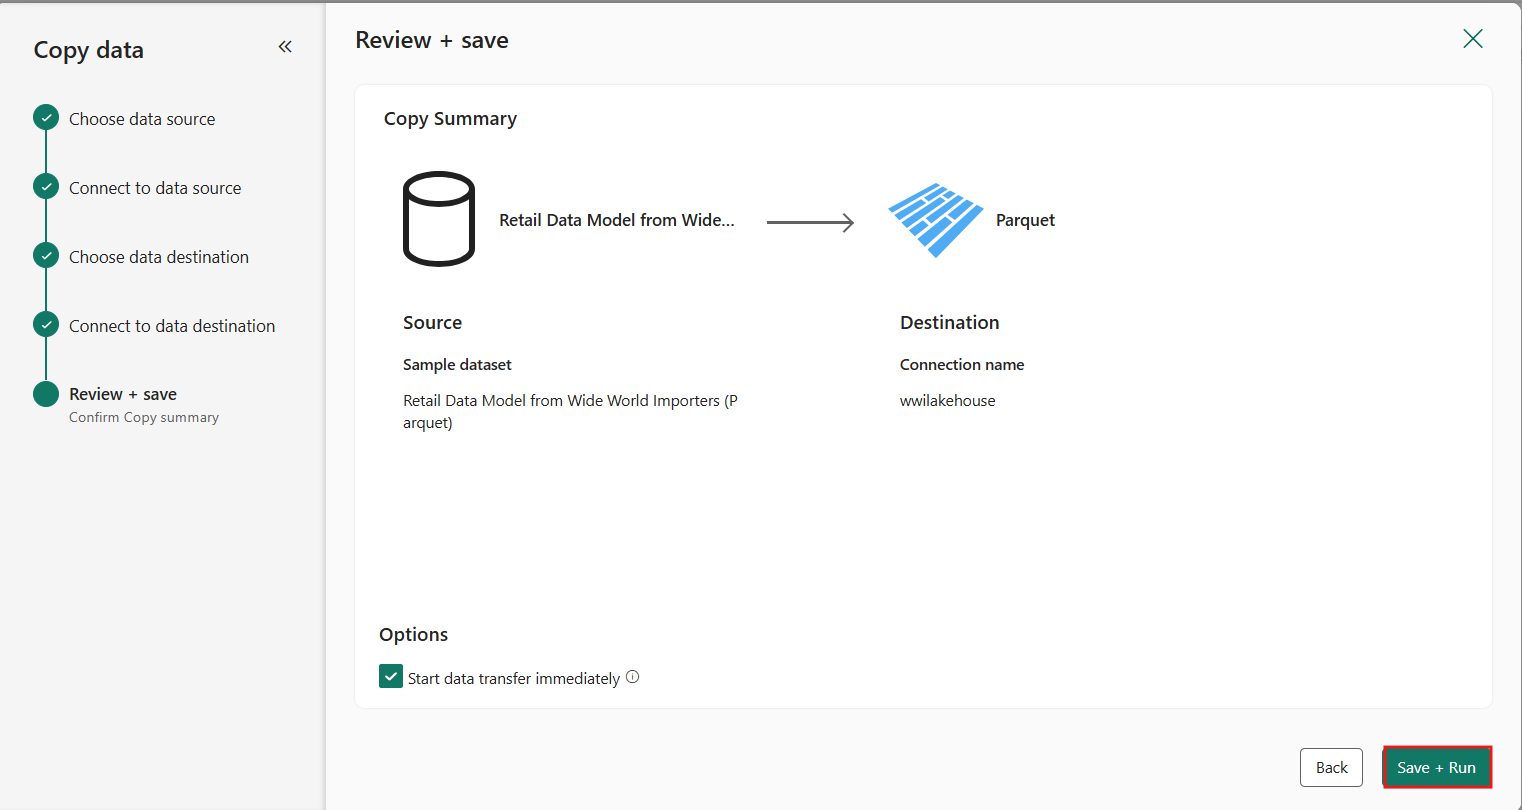 Copy data
Choose data source
Connect to data source
Choose data destination
Connect to data destination
Review + save
Confirm Copy summary
Review + save
Copy Summary
Retail Data Model from Wide...
Parquet
Source
Sample dataset
Retail Data Model from Wide World Importers (P
arquet)
Destination
Connection name
wwilakehouse
Options
Start data transfer immediately
Back
Save + Run